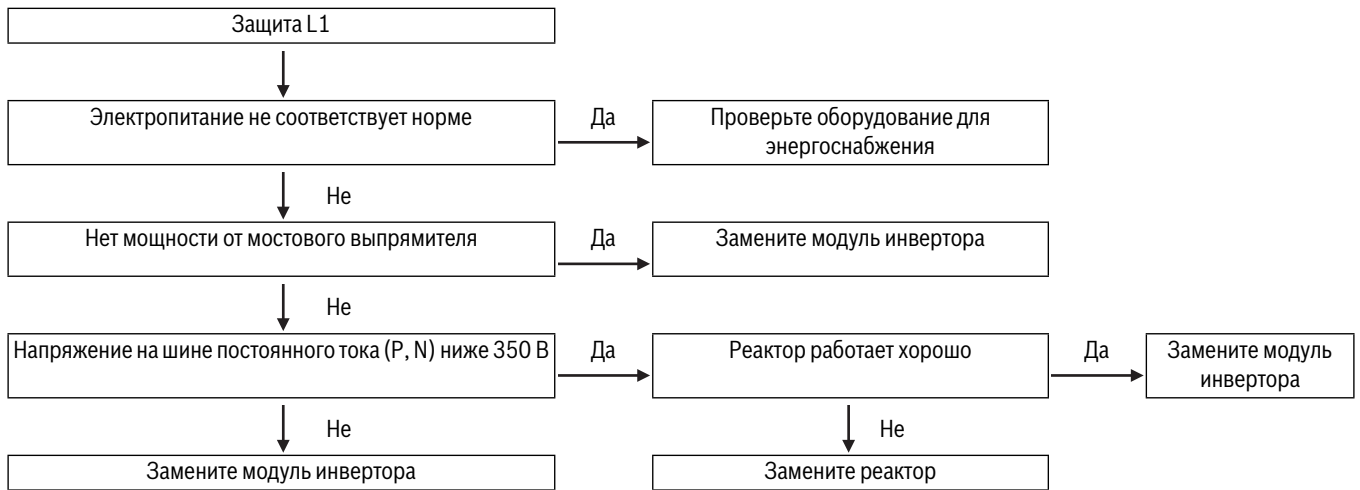 Защита L1
Электропитание не соответствует норме
Да
Проверьте оборудование для
энергоснабжения
Не
Нет мощности от мостового выпрямителя
Да
Замените модуль инвертора
Не
Напряжение на шине постоянного тока (P, N) ниже 350 В
Да
Реактор работает хорошо
Да
Замените модуль
инвертора
Не
Не
Замените модуль инвертора
Замените реактор